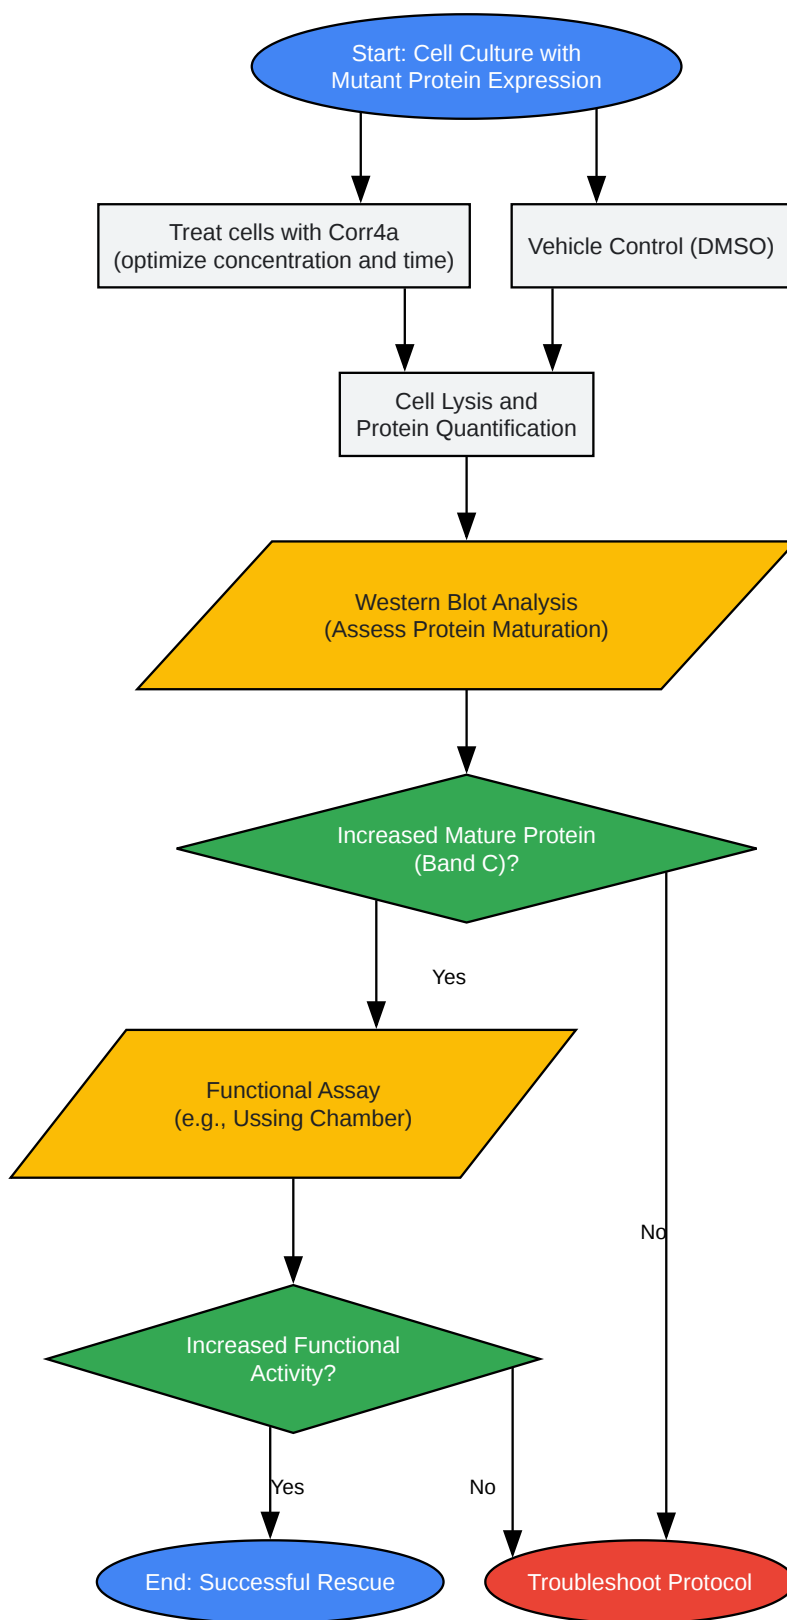 Start: Cell Culture with
Mutant Protein Expression
Treat cells with Corr4a
(optimize concentration and time)
Vehicle Control (DMSO)
Cell Lysis and
Protein Quantification
Western Blot Analysis
(Assess Protein Maturation)
Increased Mature Protein
(Band C)?
Yes
Functional Assay
(e.g., Ussing Chamber)
No
Increased Functional
Activity?
Yes
No
End: Successful Rescue
Troubleshoot Protocol